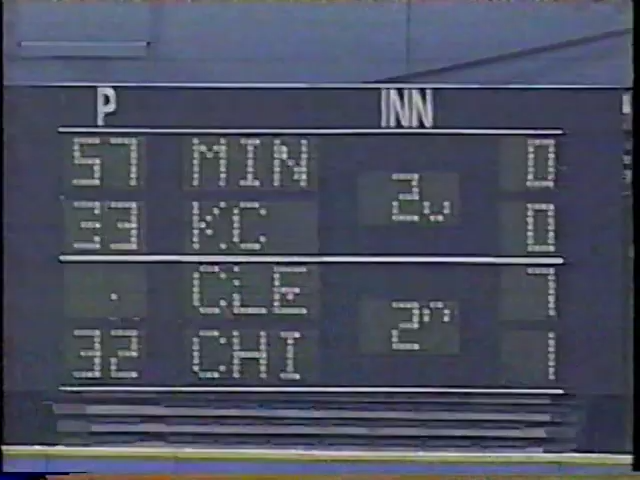 P INN
57 MIN 0
2
33 KC 0
CLE 7
2
32 CHI 1